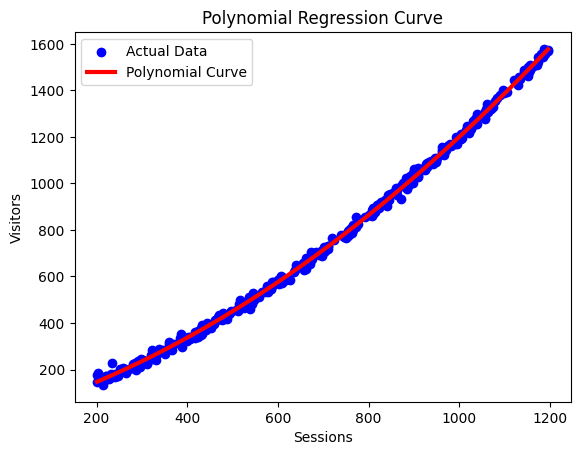 Polynomial Regression Curve
Actual Data
Polynomial Curve
Visitors
1600
1400
1200
1000
800
600
400
200
200 400 600 800 1000 1200
Sessions